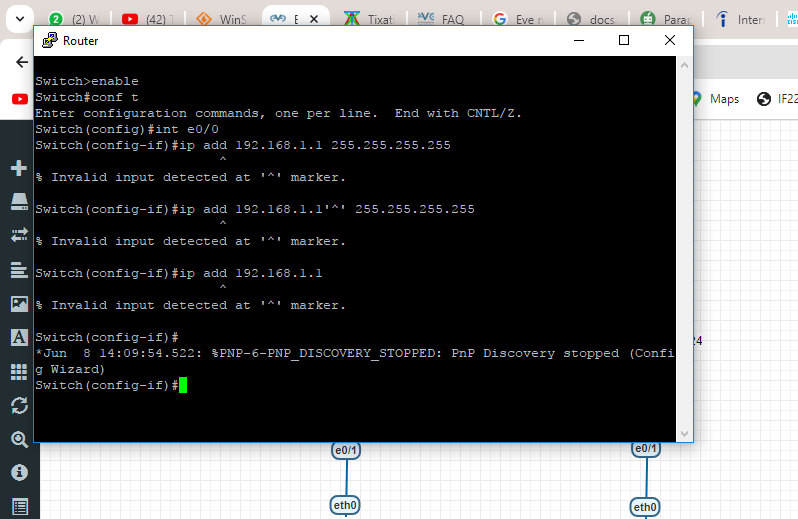 2
(2) W
(42) T
WinS
E
Tixati
FAQ
Eve n
docs.
Parap
Intern
Router
Maps
IF22
Switch>enable
Switch#conf t
Enter configuration commands, one per line.  End with CNTL/Z.
Switch(config)#int e0/0
Switch(config-if)#ip add 192.168.1.1 255.255.255.255
^
% Invalid input detected at '^' marker.
Switch(config-if)#ip add 192.168.1.1'^' 255.255.255.255
^
% Invalid input detected at '^' marker.
Switch(config-if)#ip add 192.168.1.1
^
% Invalid input detected at '^' marker.
Switch(config-if)#
*Jun  8 14:09:54.522: %PNP-6-PNP_DISCOVERY_STOPPED: PnP Discovery stopped (Confi
g Wizard)
Switch(config-if)#
24
e0/1
e0/1
eth0
eth0